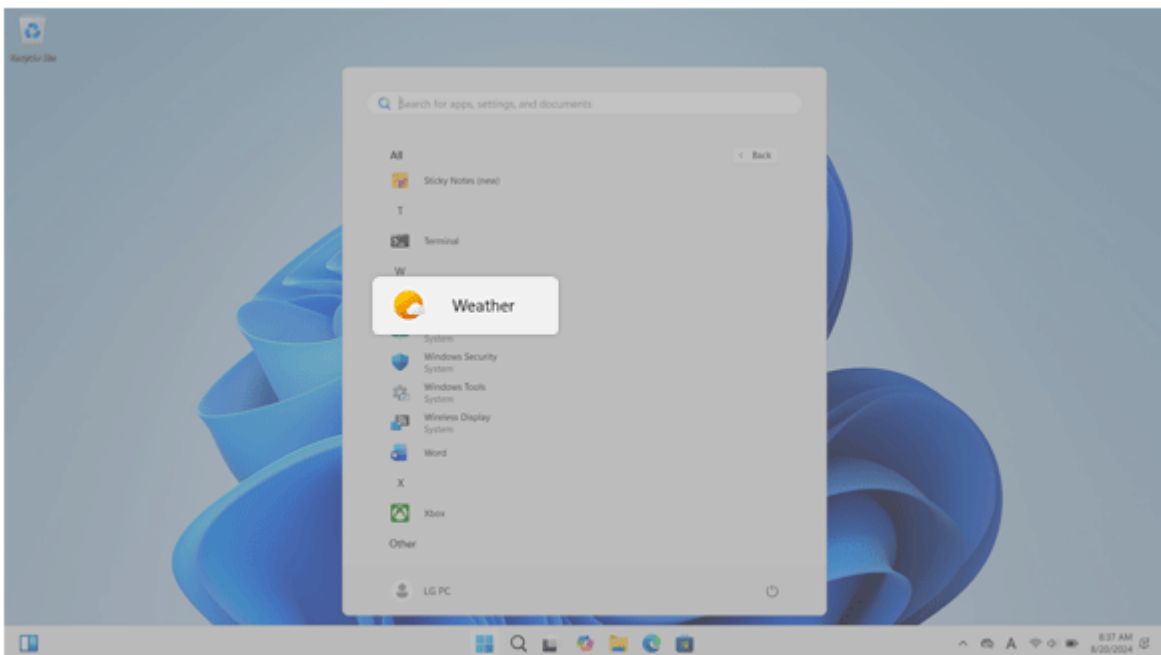 Recycle Bin
Search for apps, settings, and documents
All
Back
Sticky Notes (new)
T
Terminal
W
Weather
System
Windows Security
System
Windows Tools
System
Wireless Display
System
Word
X
Xbox
Other
LG PC
A
8:37 AM
8/20/2024